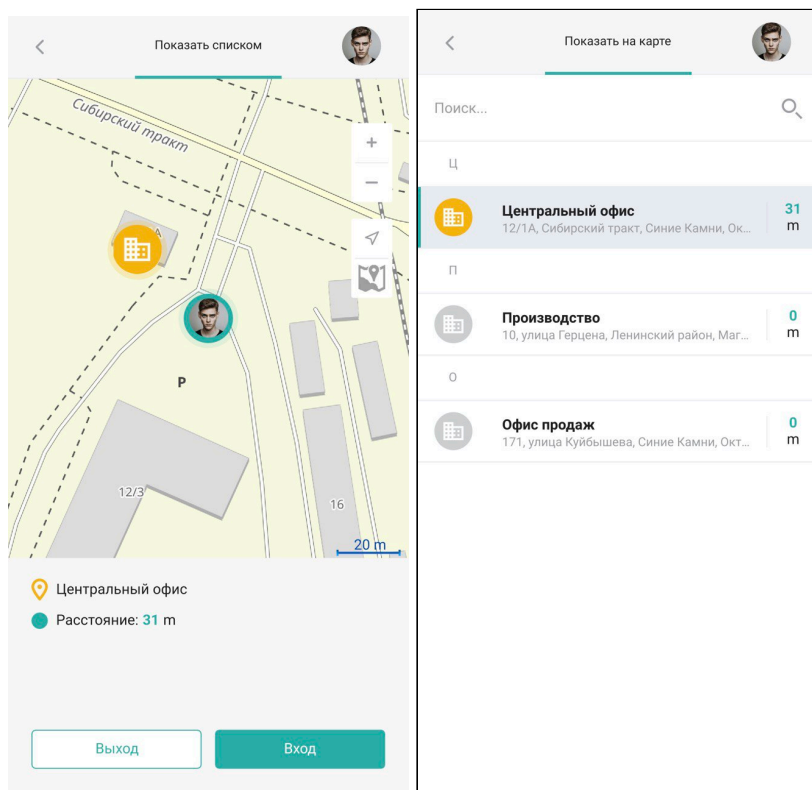 Показать списком
Сибирский тракт
+
−
P
12/3
16
20 m
Центральный офис
Расстояние: 31 m
Выход
Вход
Показать на карте
Поиск...
Ц
Центральный офис
12/1А, Сибирский тракт, Синие Камни, Ок...
31
m
П
Производство
10, улица Герцена, Ленинский район, Маг...
0
m
О
Офис продаж
171, улица Куйбышева, Синие Камни, Окт...
0
m